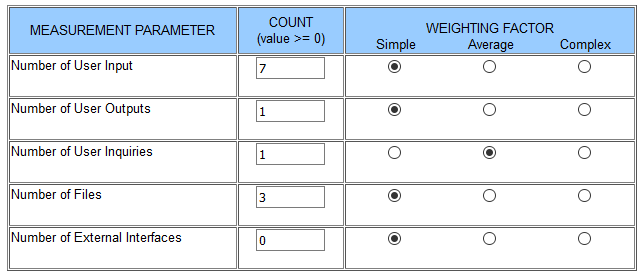 MEASUREMENT PARAMETER
COUNT
(value >= 0)
WEIGHTING FACTOR
Simple Average Complex
Number of User Input 7
Number of User Outputs 1
Number of User Inquiries 1
Number of Files 3
Number of External Interfaces 0